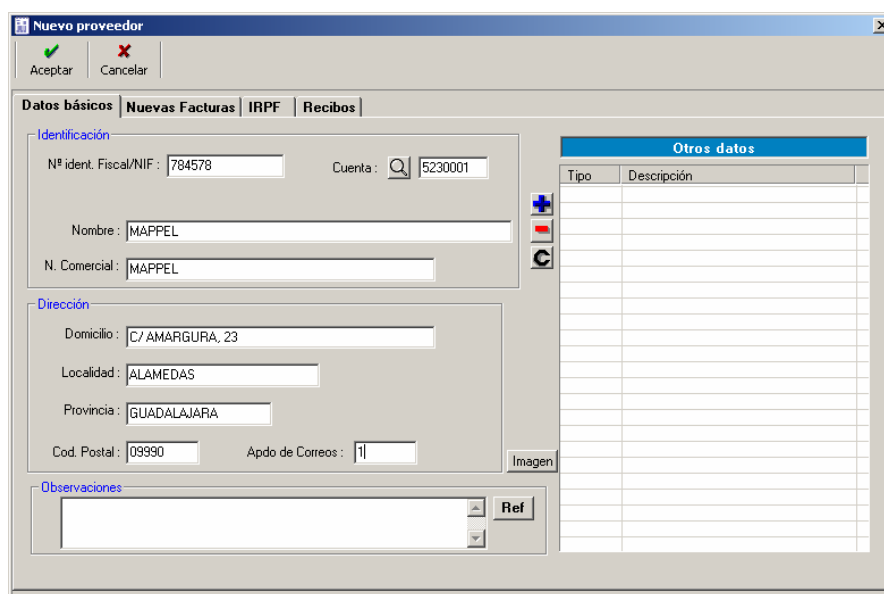 Nuevo proveedor
Aceptar Cancelar
Datos básicos Nuevas Facturas IRPF Recibos
Identificación
Nº ident. Fiscal/NIF : 784578 Cuenta : 5230001
Nombre : MAPPEL
N. Comercial : MAPPEL
Dirección
Domicilio : C/ AMARGURA, 23
Localidad : ALAMEDAS
Provincia : GUADALAJARA
Cod. Postal : 09990 Apdo de Correos : 1
Imagen
Observaciones
Ref
Otros datos
Tipo Descripción
C